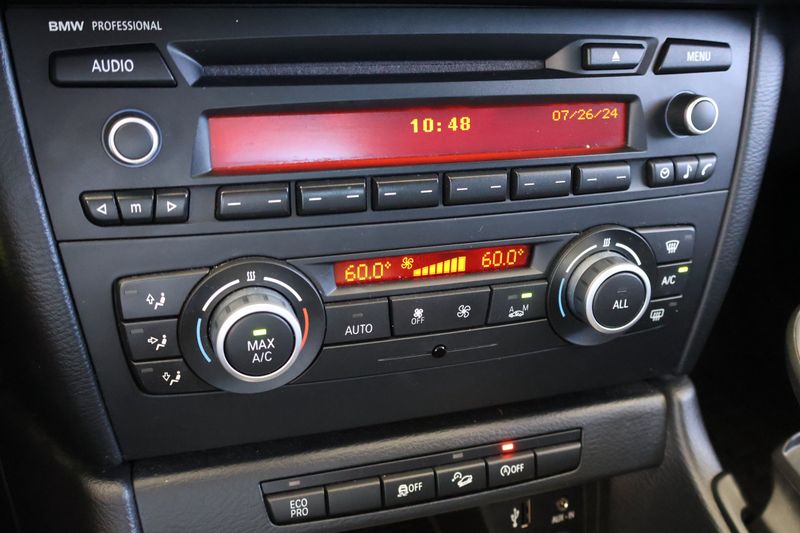 BMW PROFESSIONAL
AUDIO
MENU
10:48
07/26/24
m
60.0°
60.0°
MAX
A/C
AUTO
OFF
A M
ALL
A/C
ECO
PRO
OFF
OFF
AUX-IN